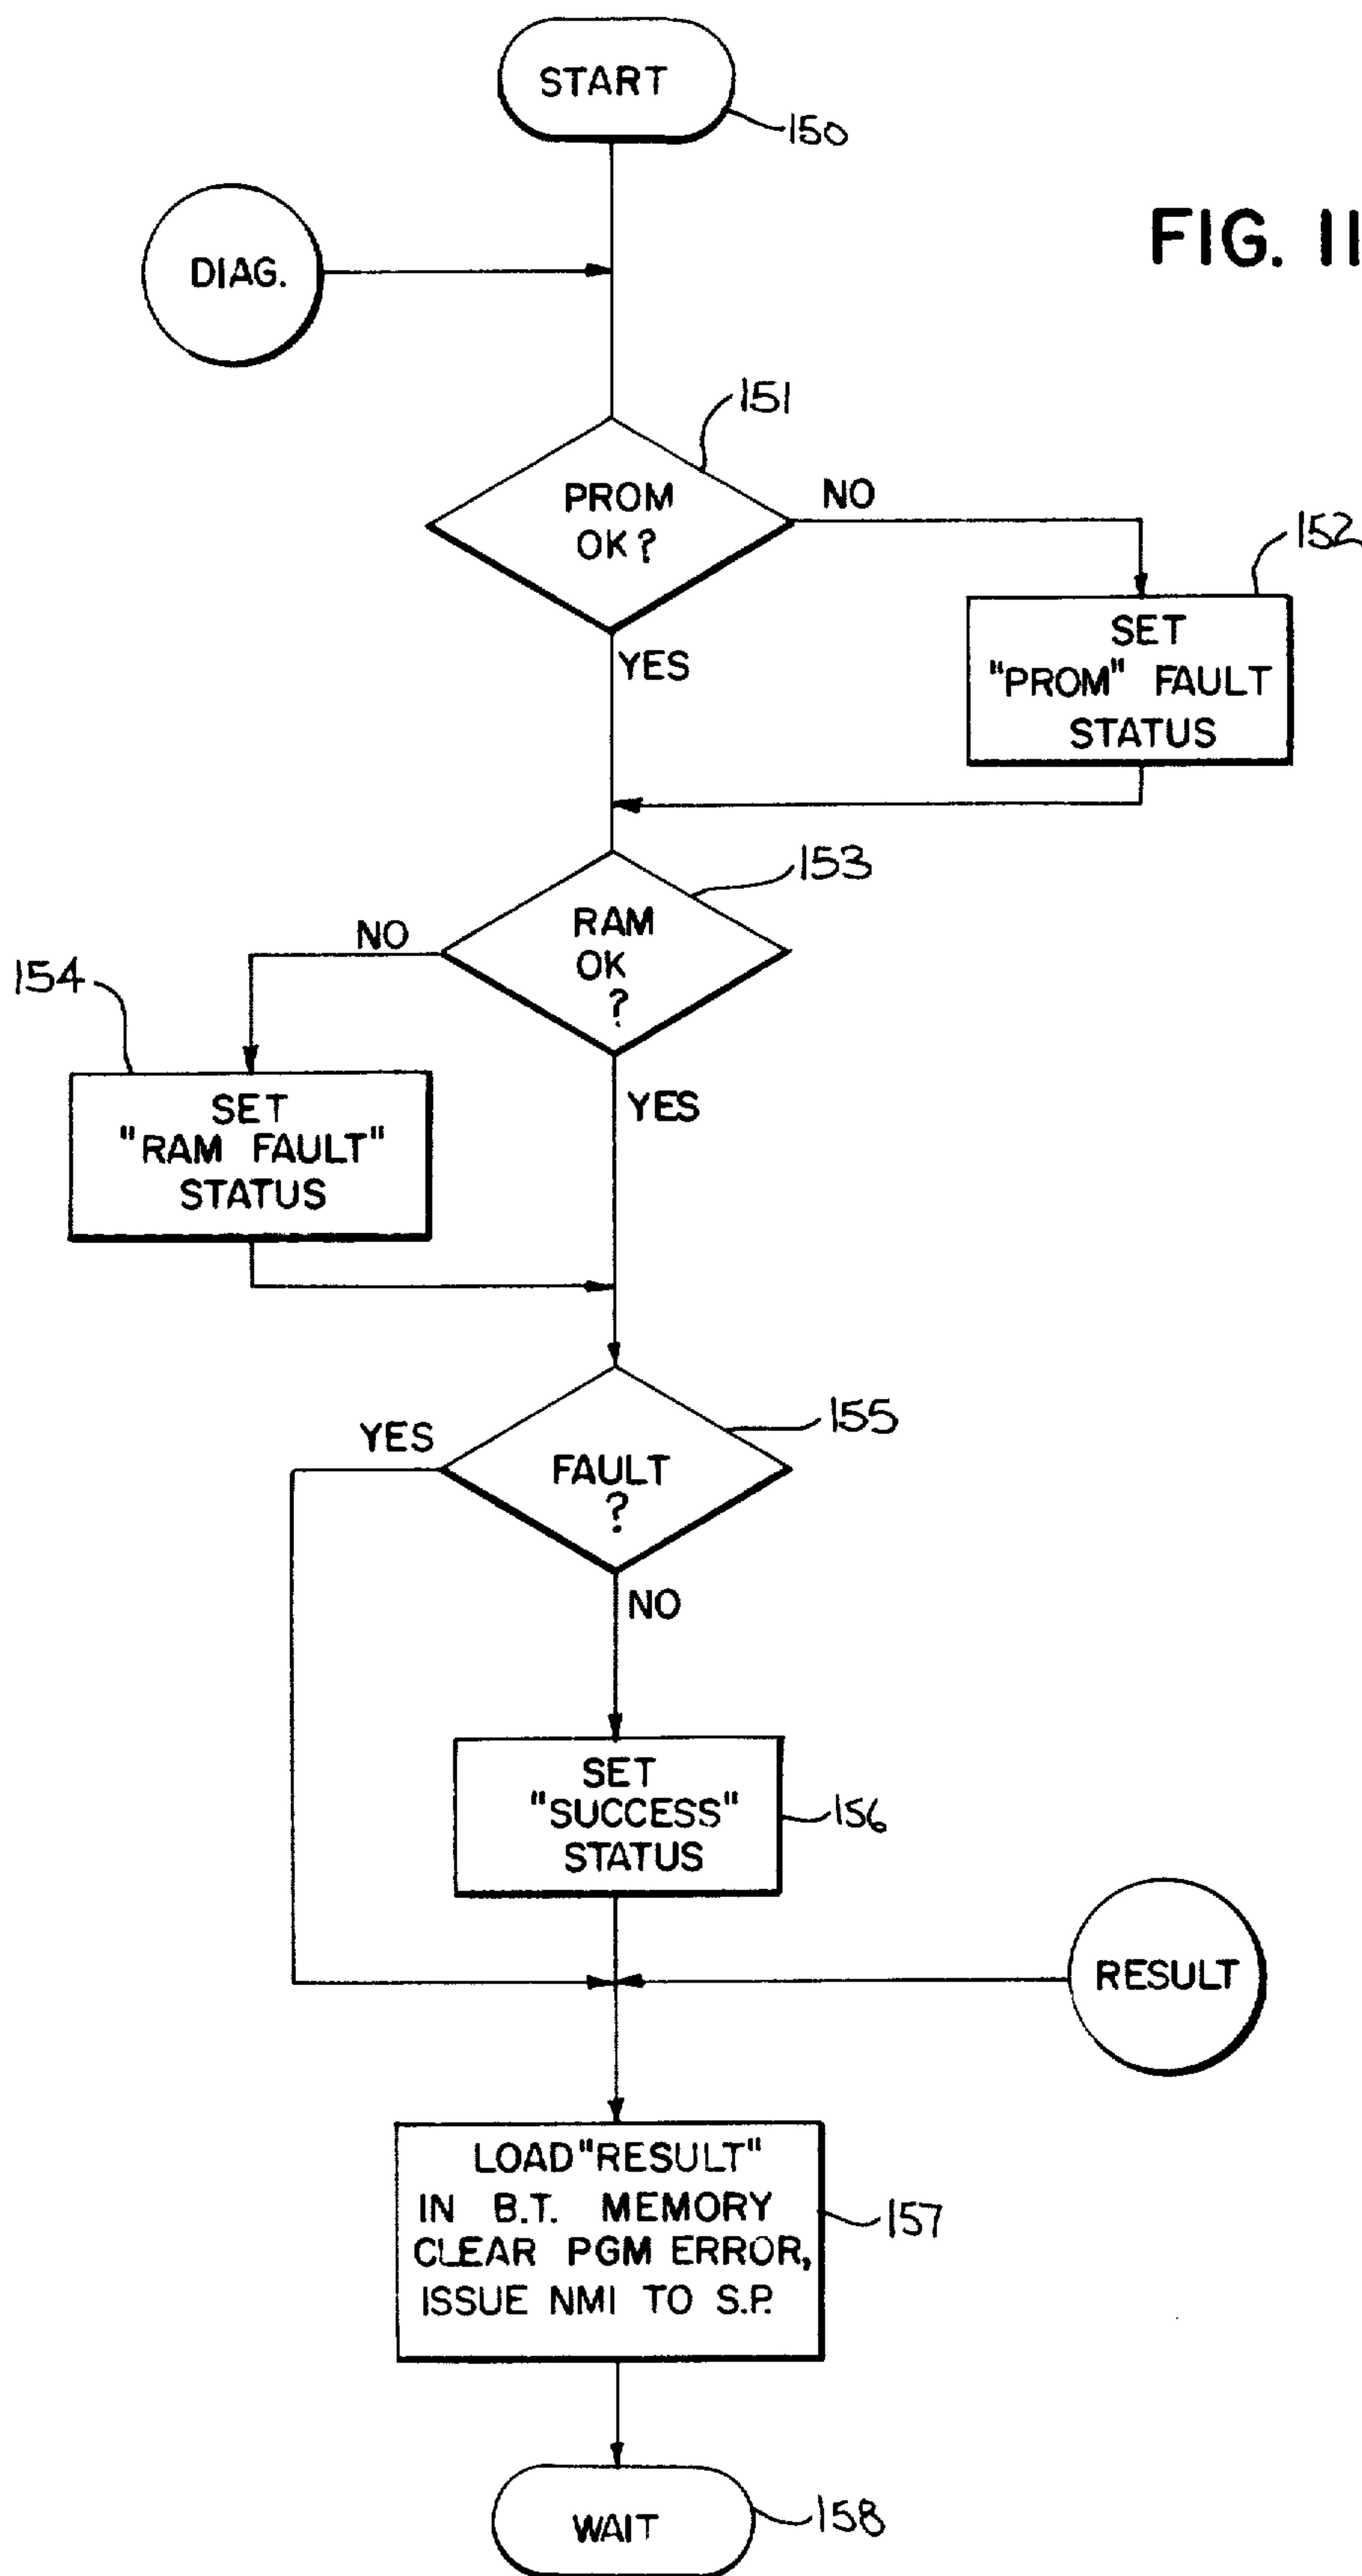 START
150
FIG. 11
DIAG.
151
PROM
OK?
NO
152
SET
"PROM" FAULT
STATUS
YES
153
RAM
OK
?
NO
154
SET
"RAM FAULT"
STATUS
YES
155
YES
FAULT
?
NO
SET
"SUCCESS"
STATUS
156
RESULT
LOAD "RESULT"
IN B.T. MEMORY
CLEAR PGM ERROR,
ISSUE NMI TO S.P.
157
WAIT
158